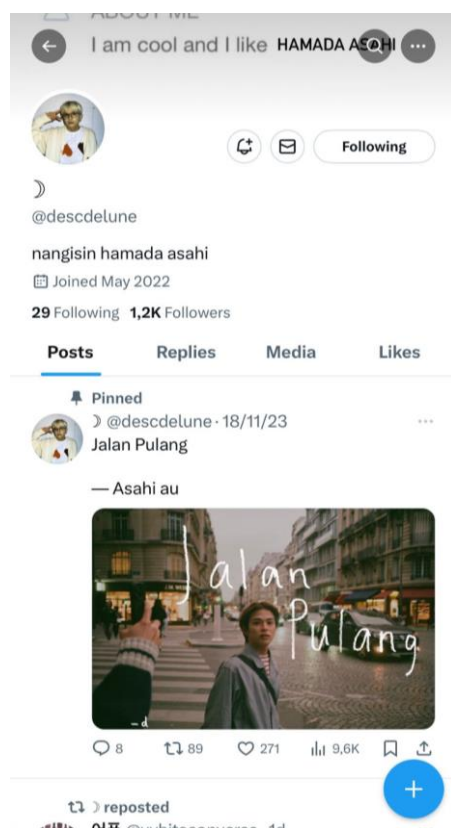 ABOUT ME
I am cool and I like HAMADA ASAHI
Following
@descdelune
nangisin hamada asahi
Joined May 2022
29 Following 1,2K Followers
Posts Replies Media Likes
Pinned
@descdelune · 18/11/23
Jalan Pulang
— Asahi au
Jalan
Pulang
-d
8 89 271 9,6K
reposted